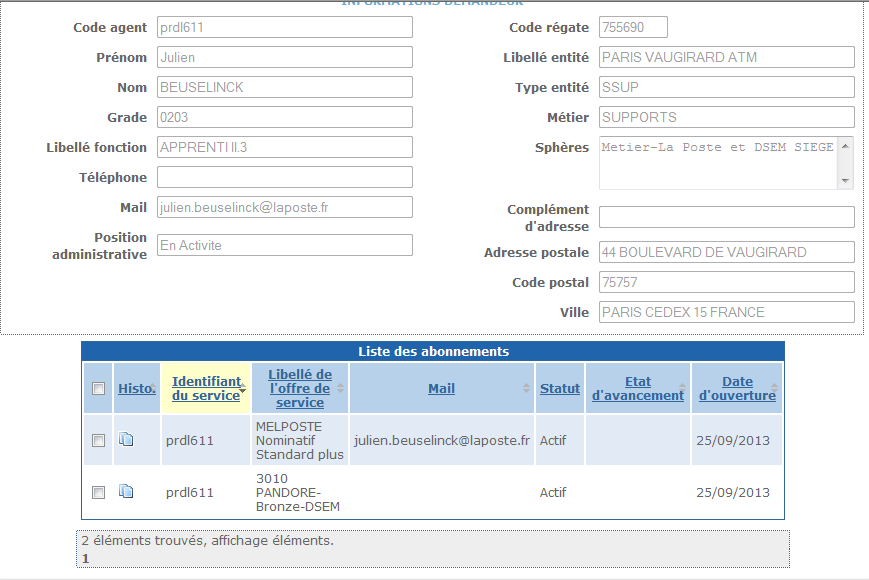 INFORMATIONS DEMANDEUR
Code agent prdl611
Prénom Julien
Nom BEUSELINCK
Grade 0203
Libellé fonction APPRENTI II.3
Téléphone
Mail julien.beuselinck@laposte.fr
Position
administrative En Activite
Code régate 755690
Libellé entité PARIS VAUGIRARD ATM
Type entité SSUP
Métier SUPPORTS
Sphères Metier-La Poste et DSEM SIEGE
Complément
d'adresse
Adresse postale 44 BOULEVARD DE VAUGIRARD
Code postal 75757
Ville PARIS CEDEX 15 FRANCE
Liste des abonnements
Histo. Identifiant du service Libellé de l'offre de service Mail Statut Etat d'avancement Date d'ouverture
prdl611 MELPOSTE Nominatif Standard plus julien.beuselinck@laposte.fr Actif 25/09/2013
prdl611 3010 PANDORE-Bronze-DSEM Actif 25/09/2013
2 éléments trouvés, affichage éléments.
1